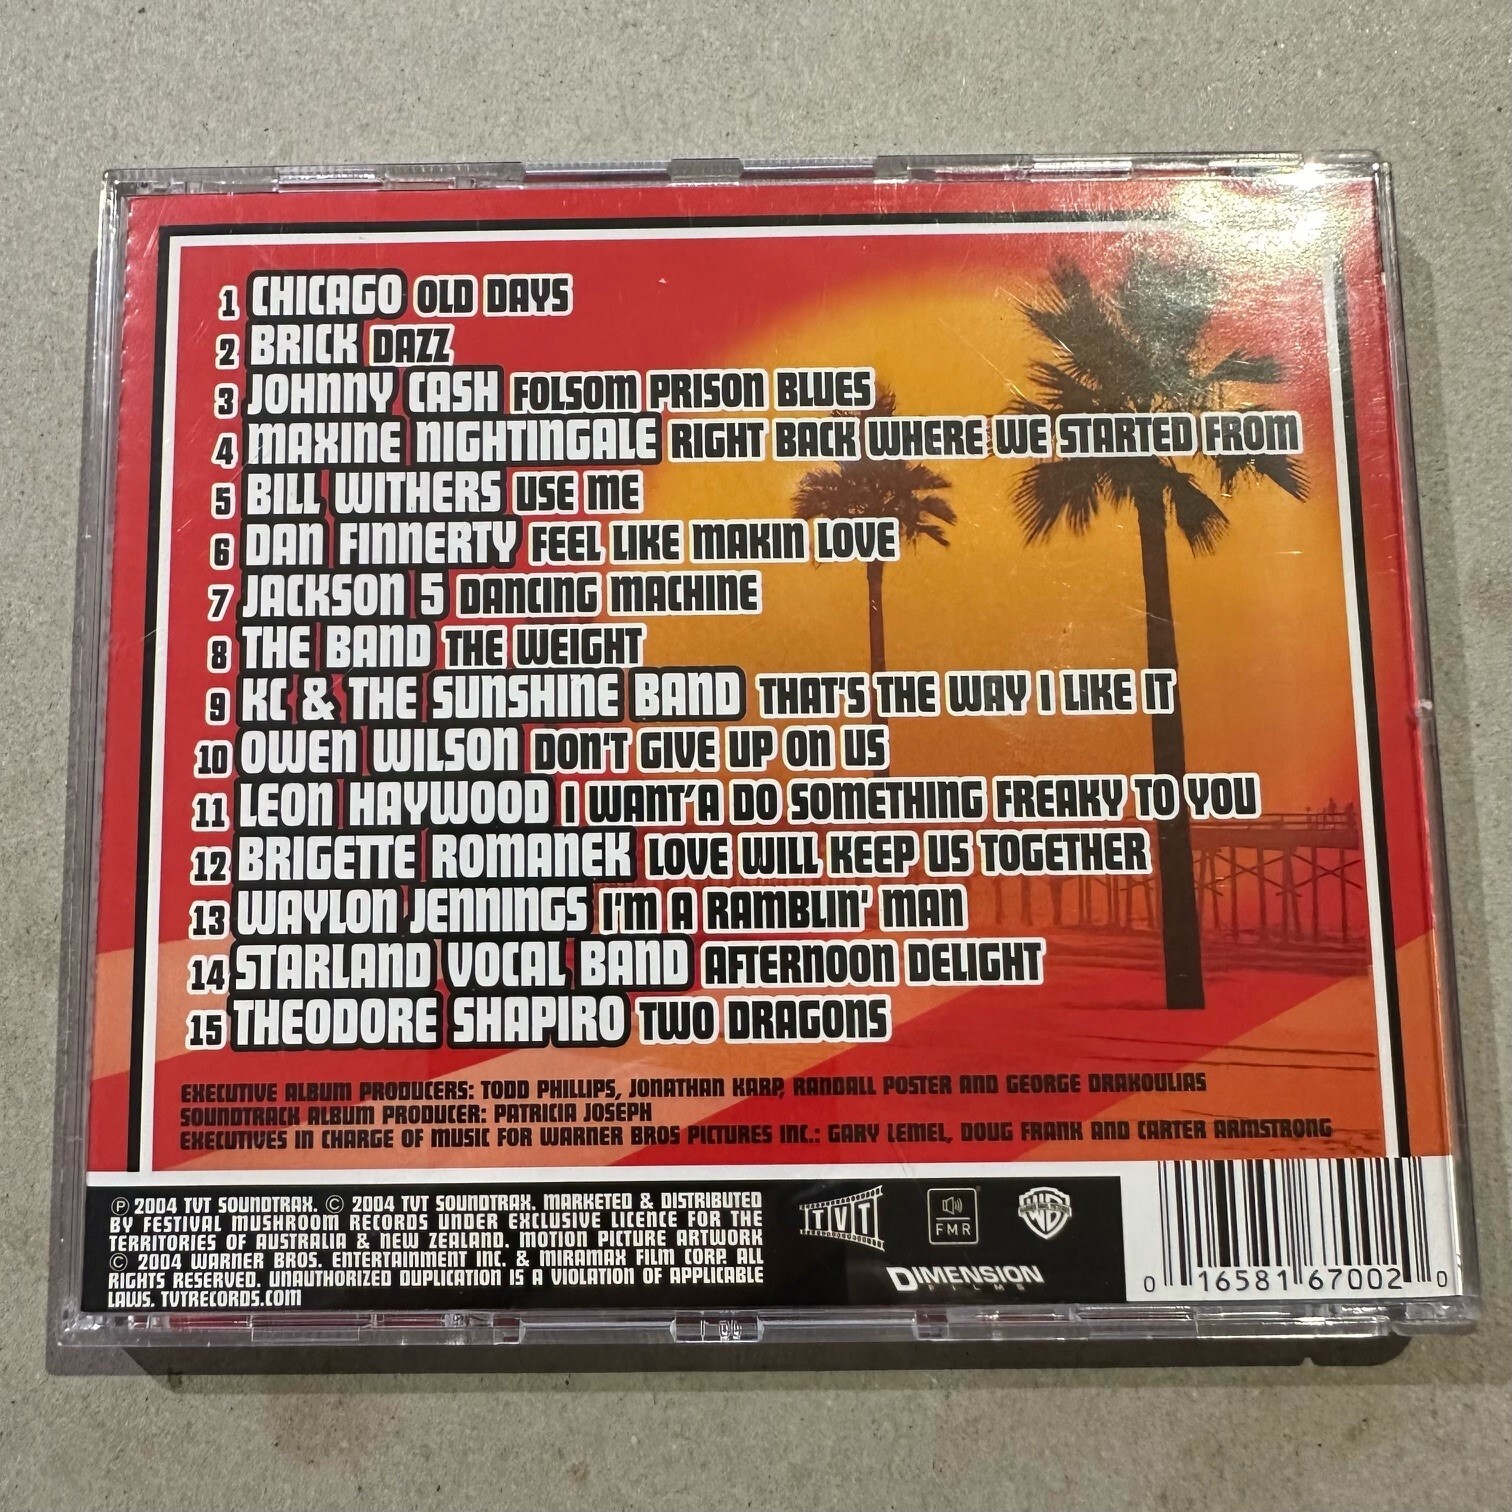 1 CHICAGO OLD DAYS
2 BRICK DAZZ
3 JOHNNY CASH FOLSOM PRISON BLUES
4 MAXINE NIGHTINGALE RIGHT BACK WHERE WE STARTED FROM
5 BILL WITHERS USE ME
6 DAN FINNERTY FEEL LIKE MAKIN LOVE
7 JACKSON 5 DANCING MACHINE
8 THE BAND THE WEIGHT
9 KC & THE SUNSHINE BAND THAT'S THE WAY I LIKE IT
10 OWEN WILSON DON'T GIVE UP ON US
11 LEON HAYWOOD I WANT'A DO SOMETHING FREAKY TO YOU
12 BRIGETTE ROMANEK LOVE WILL KEEP US TOGETHER
13 WAYLON JENNINGS I'M A RAMBLIN' MAN
14 STARLAND VOCAL BAND AFTERNOON DELIGHT
15 THEODORE SHAPIRO TWO DRAGONS
EXECUTIVE ALBUM PRODUCERS: TODD PHILLIPS, JONATHAN KARP, RANDALL POSTER AND GEORGE DRAKOULIAS
SOUNDTRACK ALBUM PRODUCER: PATRICIA JOSEPH
EXECUTIVES IN CHARGE OF MUSIC FOR WARNER BROS PICTURES INC.: GARY LEMEL, DOUG FRANK AND CARTER ARMSTRONG
Ⓟ 2004 TVT SOUNDTRAX. © 2004 TVT SOUNDTRAX. MARKETED & DISTRIBUTED
BY FESTIVAL MUSHROOM RECORDS UNDER EXCLUSIVE LICENCE FOR THE
TERRITORIES OF AUSTRALIA & NEW ZEALAND. MOTION PICTURE ARTWORK
© 2004 WARNER BROS. ENTERTAINMENT INC. & MIRAMAX FILM CORP. ALL
RIGHTS RESERVED. UNAUTHORIZED DUPLICATION IS A VIOLATION OF APPLICABLE
LAWS. TVTRECORDS.COM
TVT
FMR
WB
DIMENSION
FILMS
0 16581 67002 0